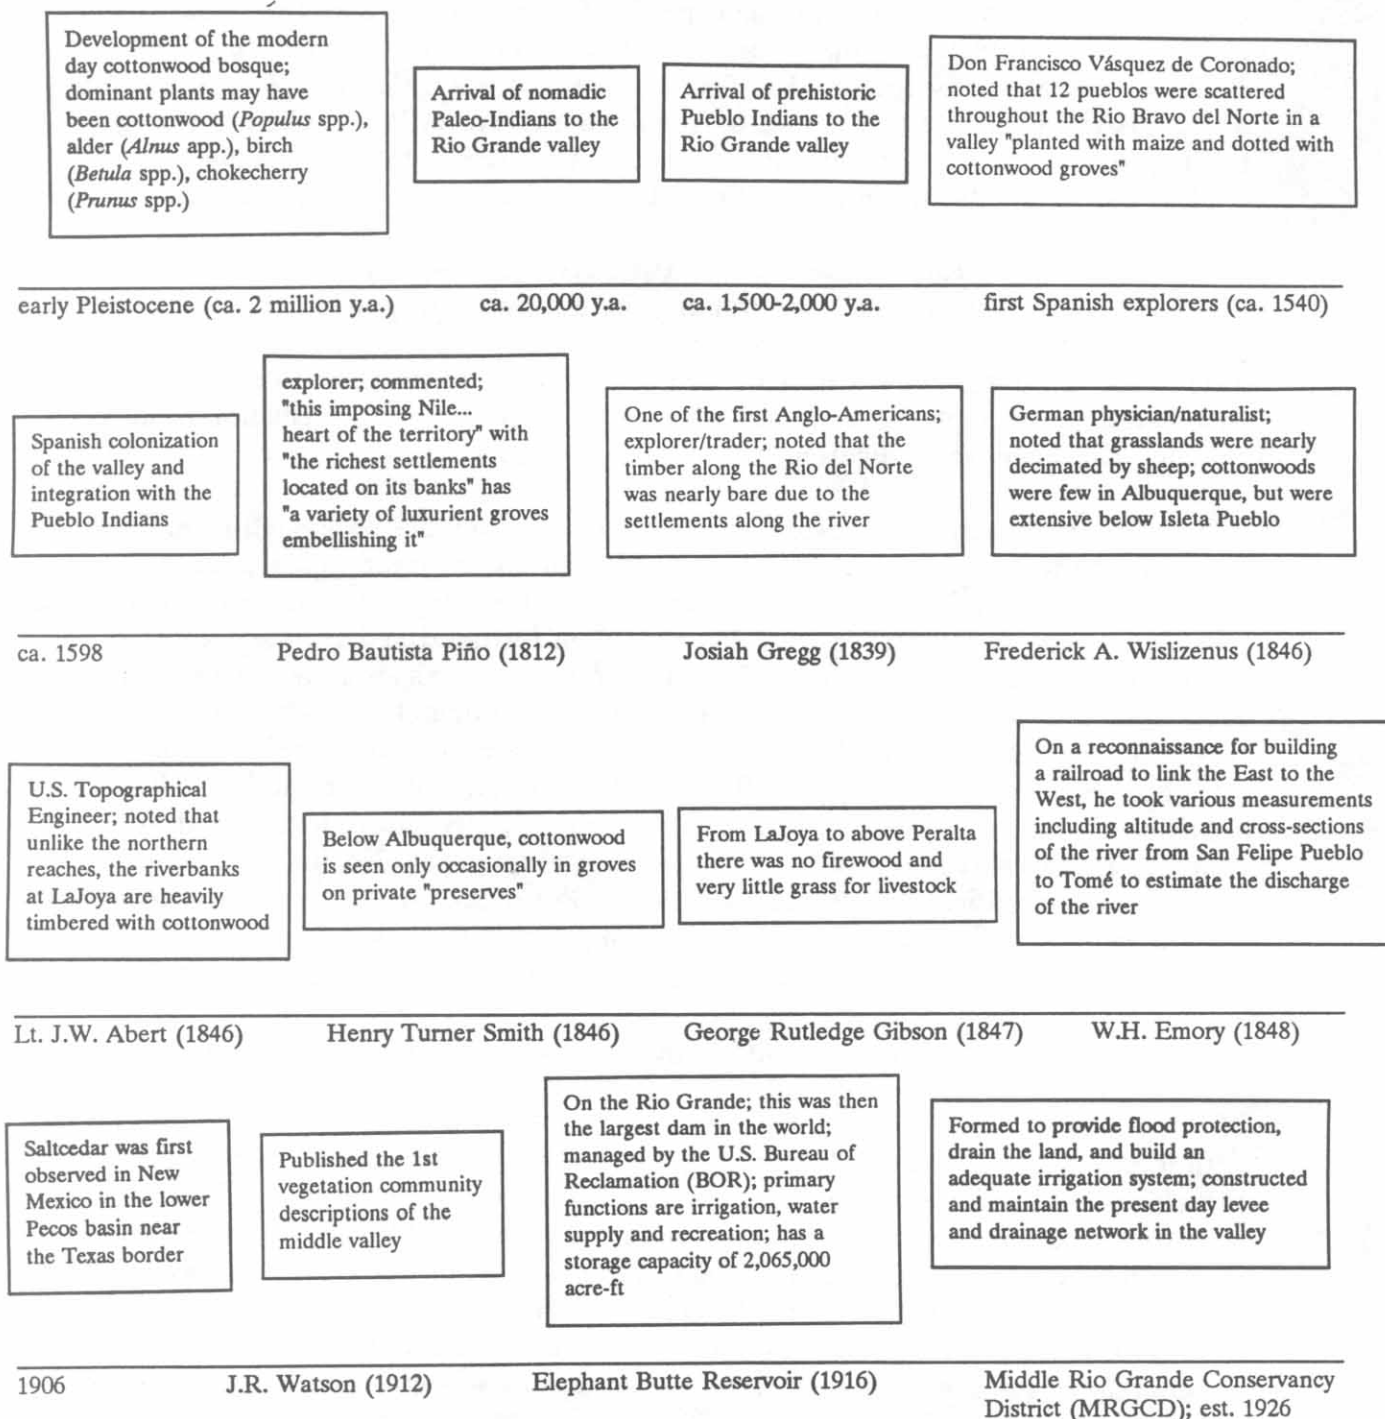 Development of the modern
day cottonwood bosque;
dominant plants may have
been cottonwood (Populus spp.),
alder (Alnus app.), birch
(Betula spp.), chokecherry
(Prunus spp.)
Arrival of nomadic
Paleo-Indians to the
Rio Grande valley
Arrival of prehistoric
Pueblo Indians to the
Rio Grande valley
Don Francisco Vásquez de Coronado;
noted that 12 pueblos were scattered
throughout the Rio Bravo del Norte in a
valley "planted with maize and dotted with
cottonwood groves"
early Pleistocene (ca. 2 million y.a.)
ca. 20,000 y.a.
ca. 1,500-2,000 y.a.
first Spanish explorers (ca. 1540)
Spanish colonization
of the valley and
integration with the
Pueblo Indians
explorer; commented;
"this imposing Nile...
heart of the territory" with
"the richest settlements
located on its banks" has
"a variety of luxurient groves
embellishing it"
One of the first Anglo-Americans;
explorer/trader; noted that the
timber along the Rio del Norte
was nearly bare due to the
settlements along the river
German physician/naturalist;
noted that grasslands were nearly
decimated by sheep; cottonwoods
were few in Albuquerque, but were
extensive below Isleta Pueblo
ca. 1598
Pedro Bautista Piño (1812)
Josiah Gregg (1839)
Frederick A. Wislizenus (1846)
U.S. Topographical
Engineer; noted that
unlike the northern
reaches, the riverbanks
at LaJoya are heavily
timbered with cottonwood
Below Albuquerque, cottonwood
is seen only occasionally in groves
on private "preserves"
From LaJoya to above Peralta
there was no firewood and
very little grass for livestock
On a reconnaissance for building
a railroad to link the East to the
West, he took various measurements
including altitude and cross-sections
of the river from San Felipe Pueblo
to Tomé to estimate the discharge
of the river
Lt. J.W. Abert (1846)
Henry Turner Smith (1846)
George Rutledge Gibson (1847)
W.H. Emory (1848)
Saltcedar was first
observed in New
Mexico in the lower
Pecos basin near
the Texas border
Published the 1st
vegetation community
descriptions of the
middle valley
On the Rio Grande; this was then
the largest dam in the world;
managed by the U.S. Bureau of
Reclamation (BOR); primary
functions are irrigation, water
supply and recreation; has a
storage capacity of 2,065,000
acre-ft
Formed to provide flood protection,
drain the land, and build an
adequate irrigation system; constructed
and maintain the present day levee
and drainage network in the valley
1906
J.R. Watson (1912)
Elephant Butte Reservoir (1916)
Middle Rio Grande Conservancy
District (MRGCD); est. 1926